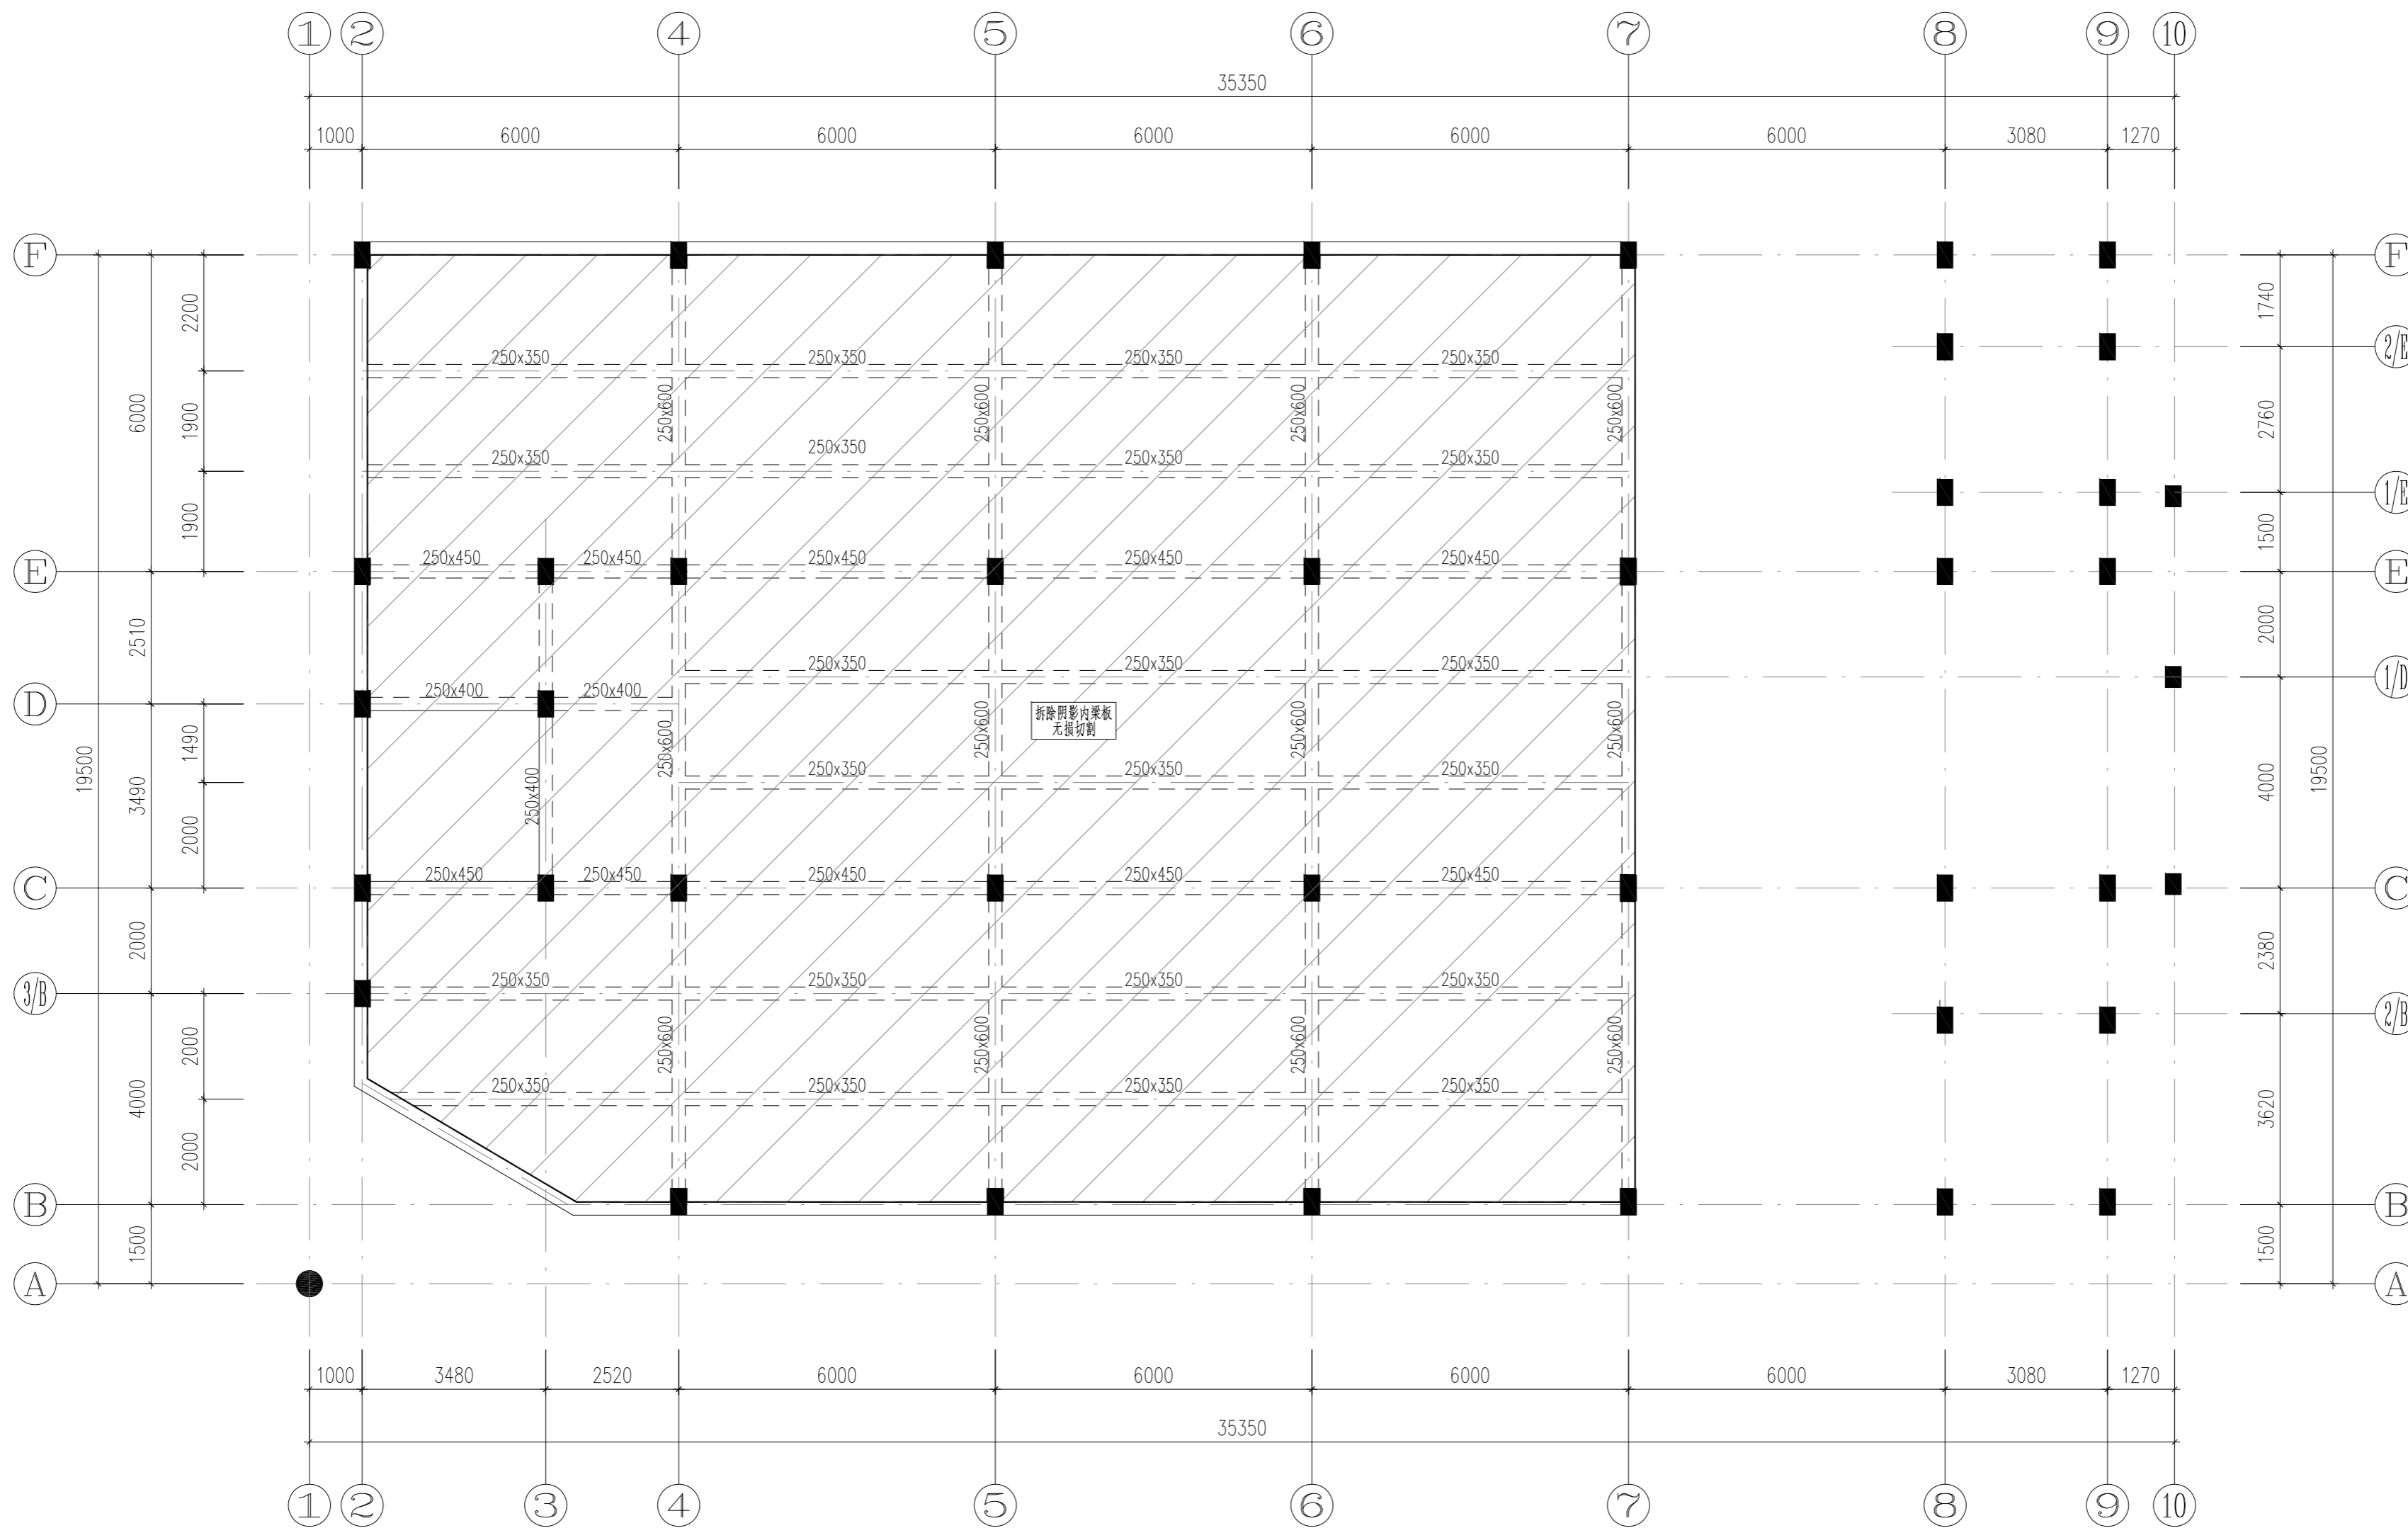 ① ② ④ ⑤ ⑥ ⑦ ⑧ ⑨ ⑩
35350
1000 6000 6000 6000 6000 6000 3080 1270
F F
2200 1740
2/E
250x350 250x350 250x350 250x350
6000 1900 250x600 250x600 250x600 250x600 2760
250x350 250x350 250x350 250x350
1/E
1900 1500
250x450 250x450 250x450 250x450 250x450
E E
2510 2000
250x350 250x350 250x350
1/D
250x400 250x400
D
拆除阴影内梁板
无损切割
1490 250x600 250x600 250x600 250x600
19500 3490 250x400 250x350 250x350 250x350 4000 19500
2000
250x450 250x450 250x450 250x450 250x450
C C
2000 2380
250x350 250x350 250x350 250x350
3/B 2/B
2000 250x600 250x600 250x600 250x600
4000 250x350 250x350 250x350 250x350 3620
2000
B B
1500 1500
A A
1000 3480 2520 6000 6000 6000 6000 3080 1270
35350
① ② ③ ④ ⑤ ⑥ ⑦ ⑧ ⑨ ⑩